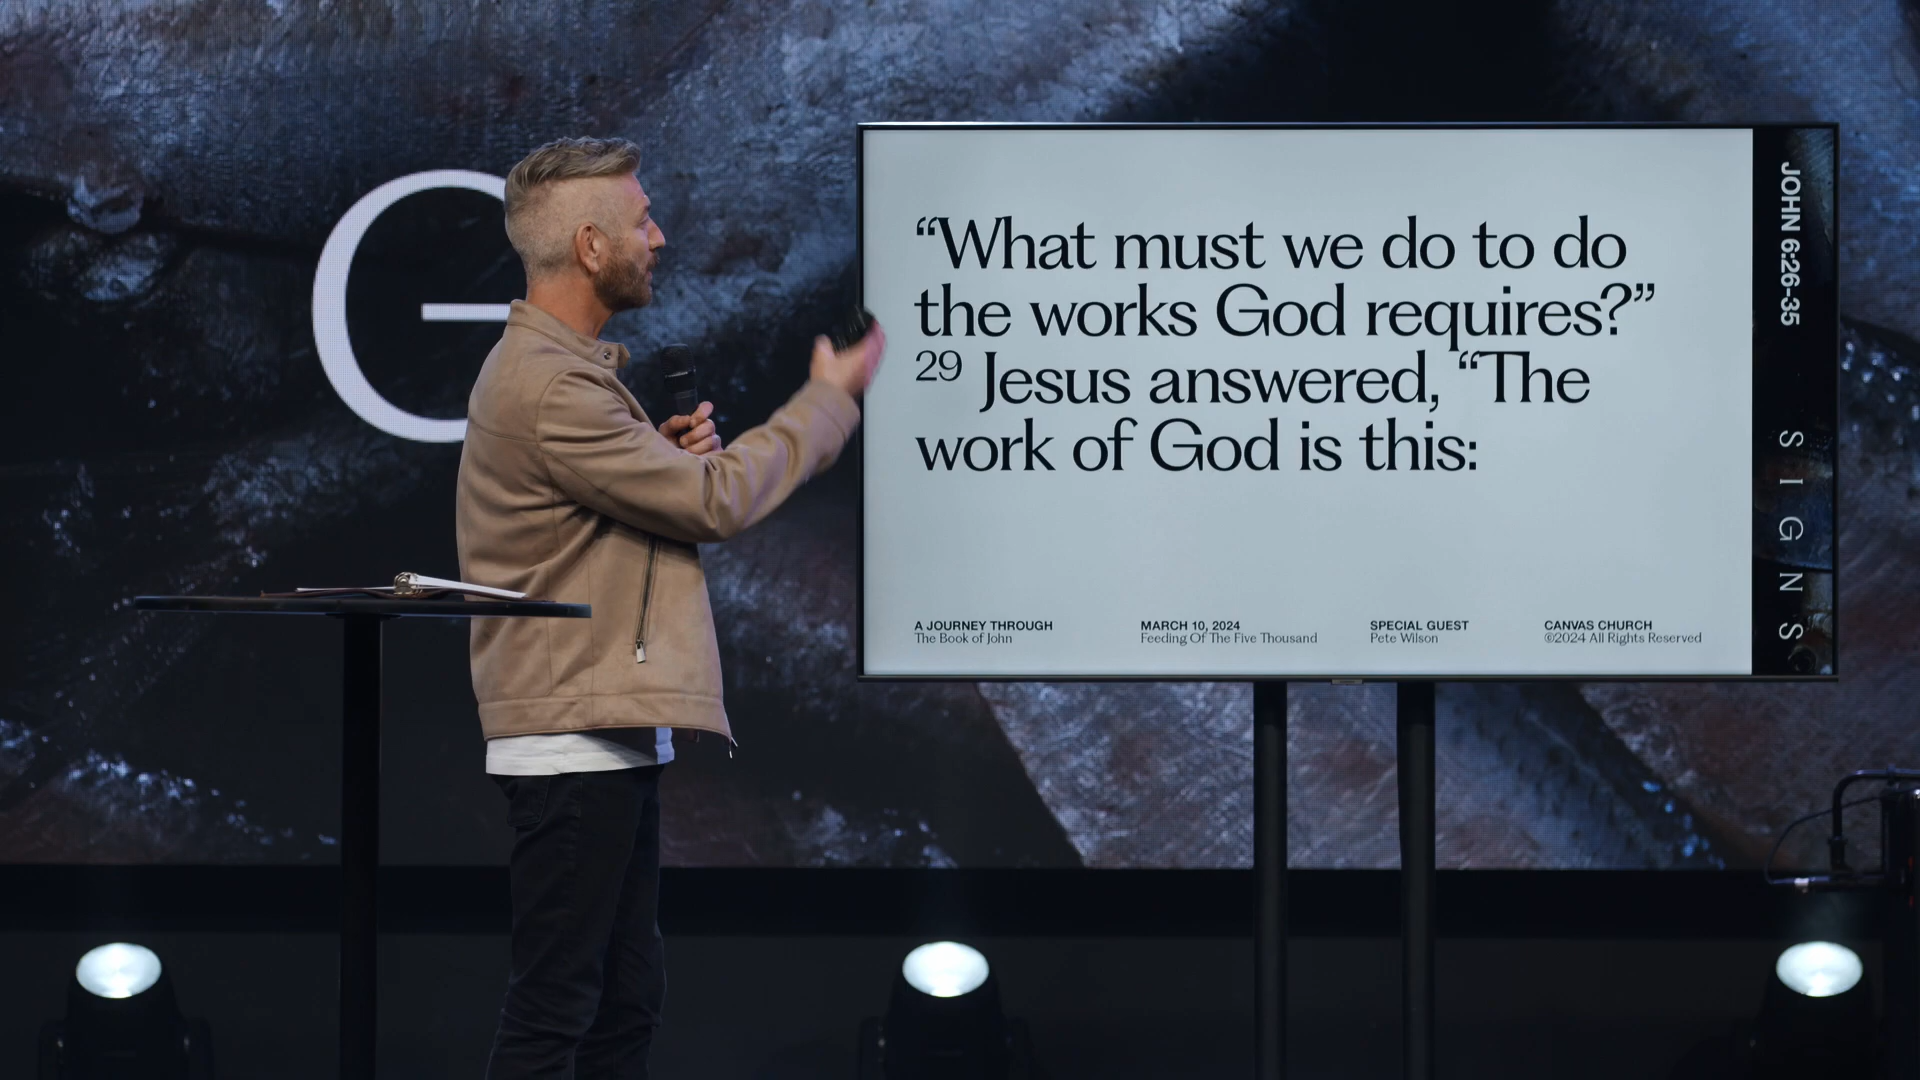 G
“What must we do to do
the works God requires?”
29 Jesus answered, “The
work of God is this:
A JOURNEY THROUGH
The Book of John
MARCH 10, 2024
Feeding Of The Five Thousand
SPECIAL GUEST
Pete Wilson
CANVAS CHURCH
©2024 All Rights Reserved
JOHN 6:26-35
SIGNS